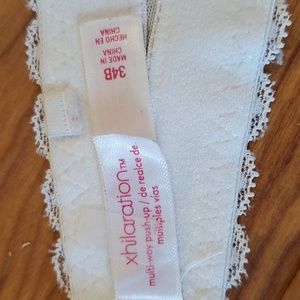 34B
MADE IN
CHINA
HECHO EN
CHINA
xhilaration™
multi-way push-up / de realce de
múltiples vías